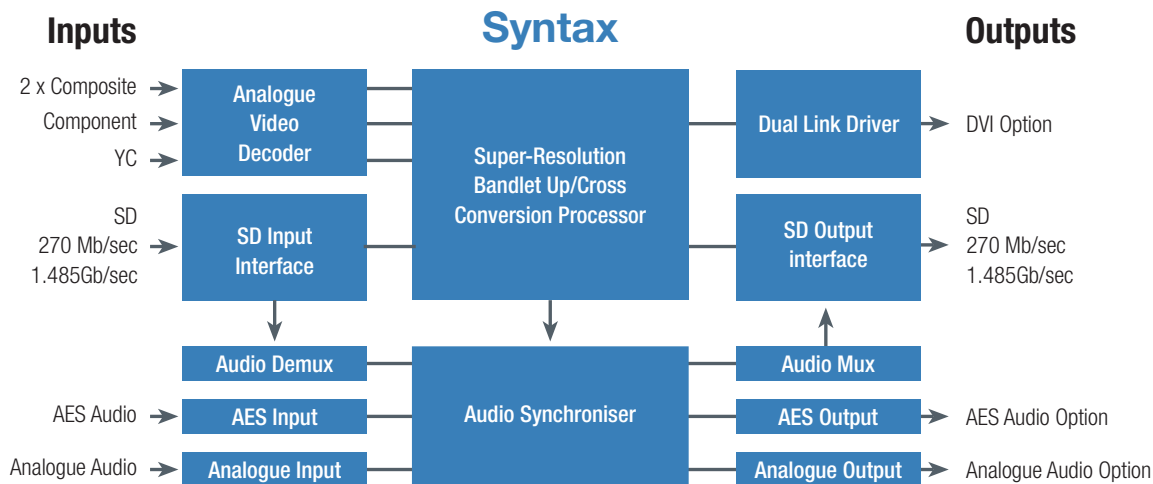 Inputs
Syntax
Outputs
2 x Composite
Component
YC
Analogue
Video
Decoder
Super-Resolution
Bandlet Up/Cross
Conversion Processor
Dual Link Driver
DVI Option
SD
270 Mb/sec
1.485Gb/sec
SD Input
Interface
SD Output
interface
SD
270 Mb/sec
1.485Gb/sec
Audio Demux
Audio Synchroniser
Audio Mux
AES Audio
AES Input
AES Output
AES Audio Option
Analogue Audio
Analogue Input
Analogue Output
Analogue Audio Option